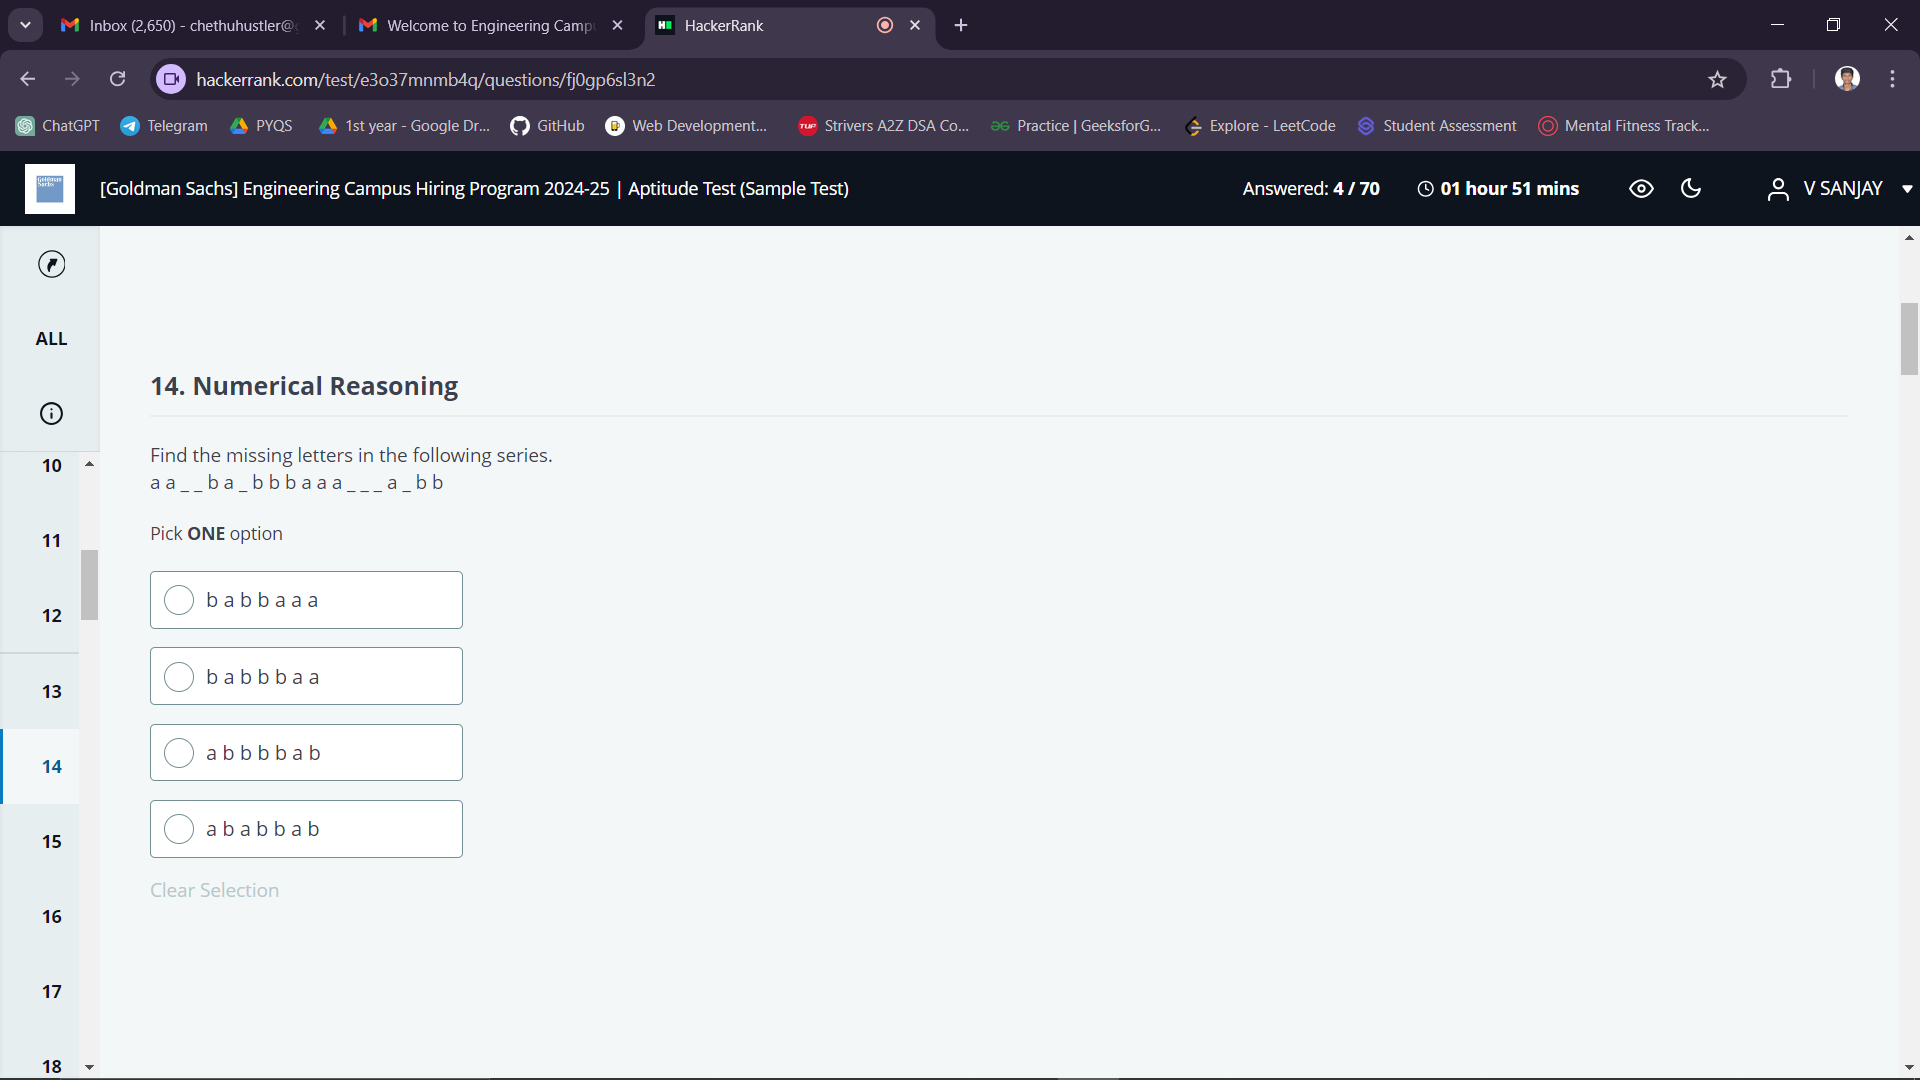 Inbox (2,650) - chethuhustler@
Welcome to Engineering Camp
HackerRank
hackerrank.com/test/e3o37mnmb4q/questions/fj0gp6sl3n2
ChatGPT
Telegram
PYQS
1st year - Google Dr...
GitHub
Web Development...
TUF
Strivers A2Z DSA Co...
Practice | GeeksforG...
Explore - LeetCode
Student Assessment
Mental Fitness Track...
Goldman Sachs
[Goldman Sachs] Engineering Campus Hiring Program 2024-25 | Aptitude Test (Sample Test)
Answered: 4 / 70
01 hour 51 mins
V SANJAY
ALL
10
11
12
13
14
15
16
17
18
14. Numerical Reasoning
Find the missing letters in the following series.
a a _ _ b a _ b b b a a a _ _ _ a _ b b
Pick ONE option
b a b b a a a
b a b b b a a
a b b b b a b
a b a b b a b
Clear Selection